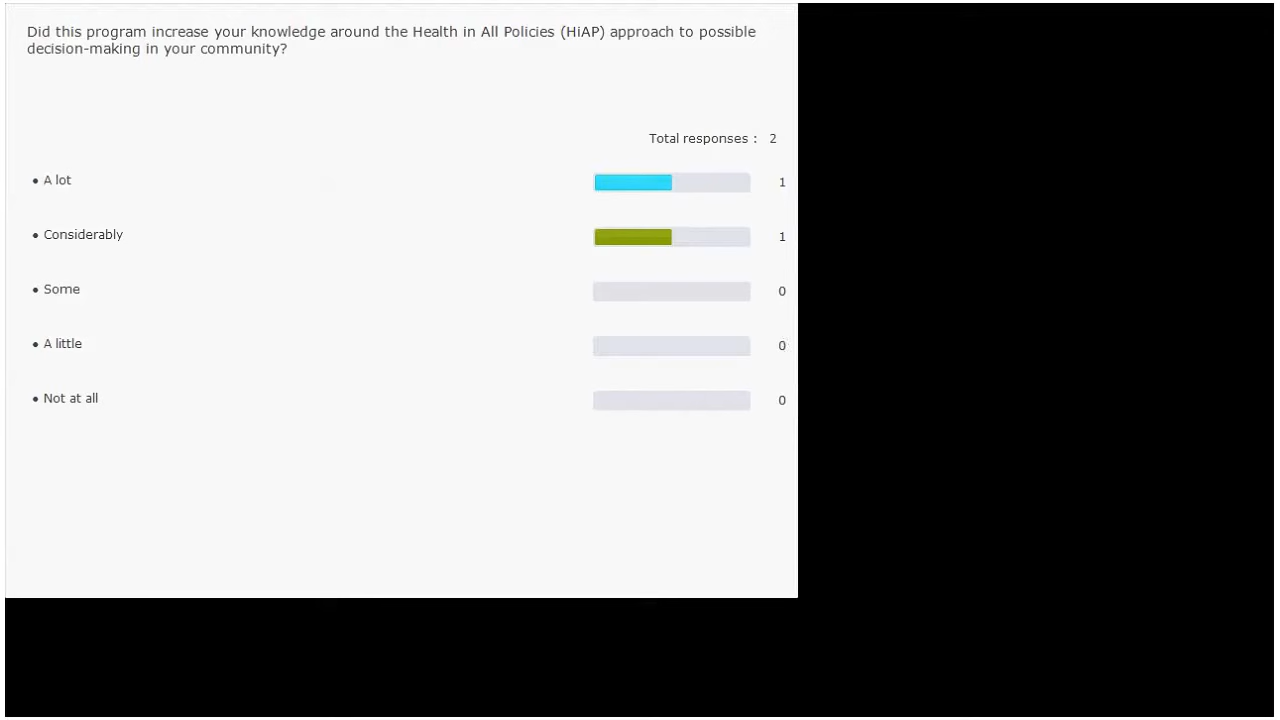 Did this program increase your knowledge around the Health in All Policies (HiAP) approach to possible
decision-making in your community?
Total responses : 2
• A lot 1
• Considerably 1
• Some 0
• A little 0
• Not at all 0